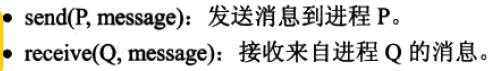 • send(P, message)：发送消息到进程 P。
• receive(Q, message)：接收来自进程 Q 的消息。